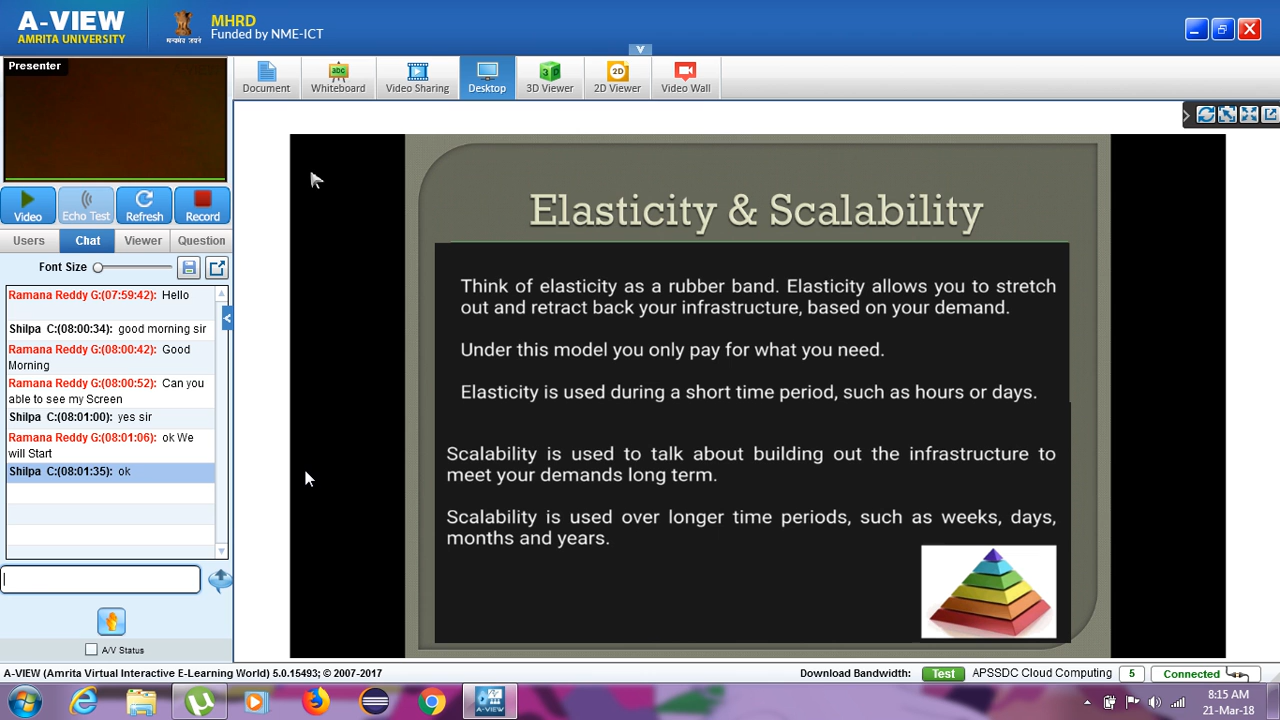 A-VIEW
AMRITA UNIVERSITY
सत्यमेव जयते
MHRD
Funded by NME-ICT
Presenter
Document
Whiteboard
abc
Video Sharing
Desktop
3D Viewer
3D
2D Viewer
2D
Video Wall
Video
Echo Test
Refresh
Record
Users
Chat
Viewer
Question
Font Size
Ramana Reddy G:(07:59:42): Hello
Shilpa C:(08:00:34): good morning sir
Ramana Reddy G:(08:00:42): Good
Morning
Ramana Reddy G:(08:00:52): Can you
able to see my Screen
Shilpa C:(08:01:00): yes sir
Ramana Reddy G:(08:01:06): ok We
will Start
Shilpa C:(08:01:35): ok
A/V Status
Elasticity & Scalability
Think of elasticity as a rubber band. Elasticity allows you to stretch
out and retract back your infrastructure, based on your demand.
Under this model you only pay for what you need.
Elasticity is used during a short time period, such as hours or days.
Scalability is used to talk about building out the infrastructure to
meet your demands long term.
Scalability is used over longer time periods, such as weeks, days,
months and years.
A-VIEW (Amrita Virtual Interactive E-Learning World) 5.0.15493; © 2007-2017
Download Bandwidth:
Test
APSSDC Cloud Computing
5
Connected
A-VIEW
8:15 AM
21-Mar-18